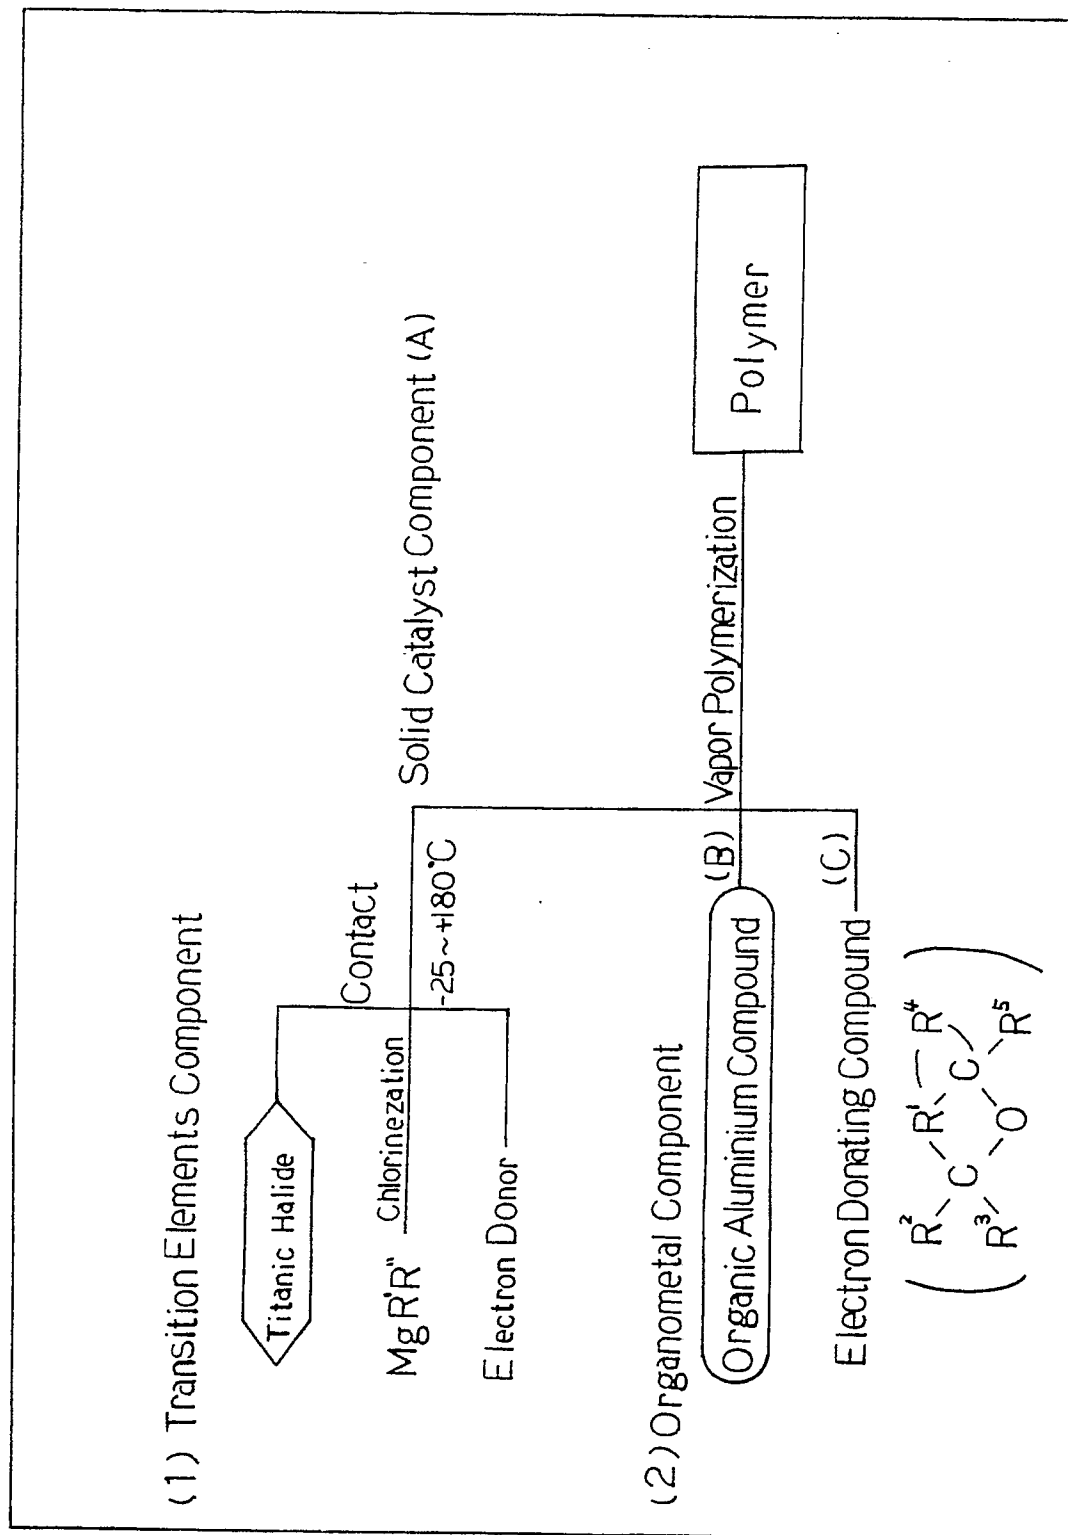 (1) Transition Elements Component
Titanic Halide
Contact
MgR'R" Chlorinezation
-25~+180°C
Solid Catalyst Component (A)
Electron Donor
(2) Organometal Component
Organic Aluminium Compound
(B)
Vapor Polymerization
Polymer
Electron Donating Compound
(C)
R² R¹ R⁴
C C
R³ O R⁵